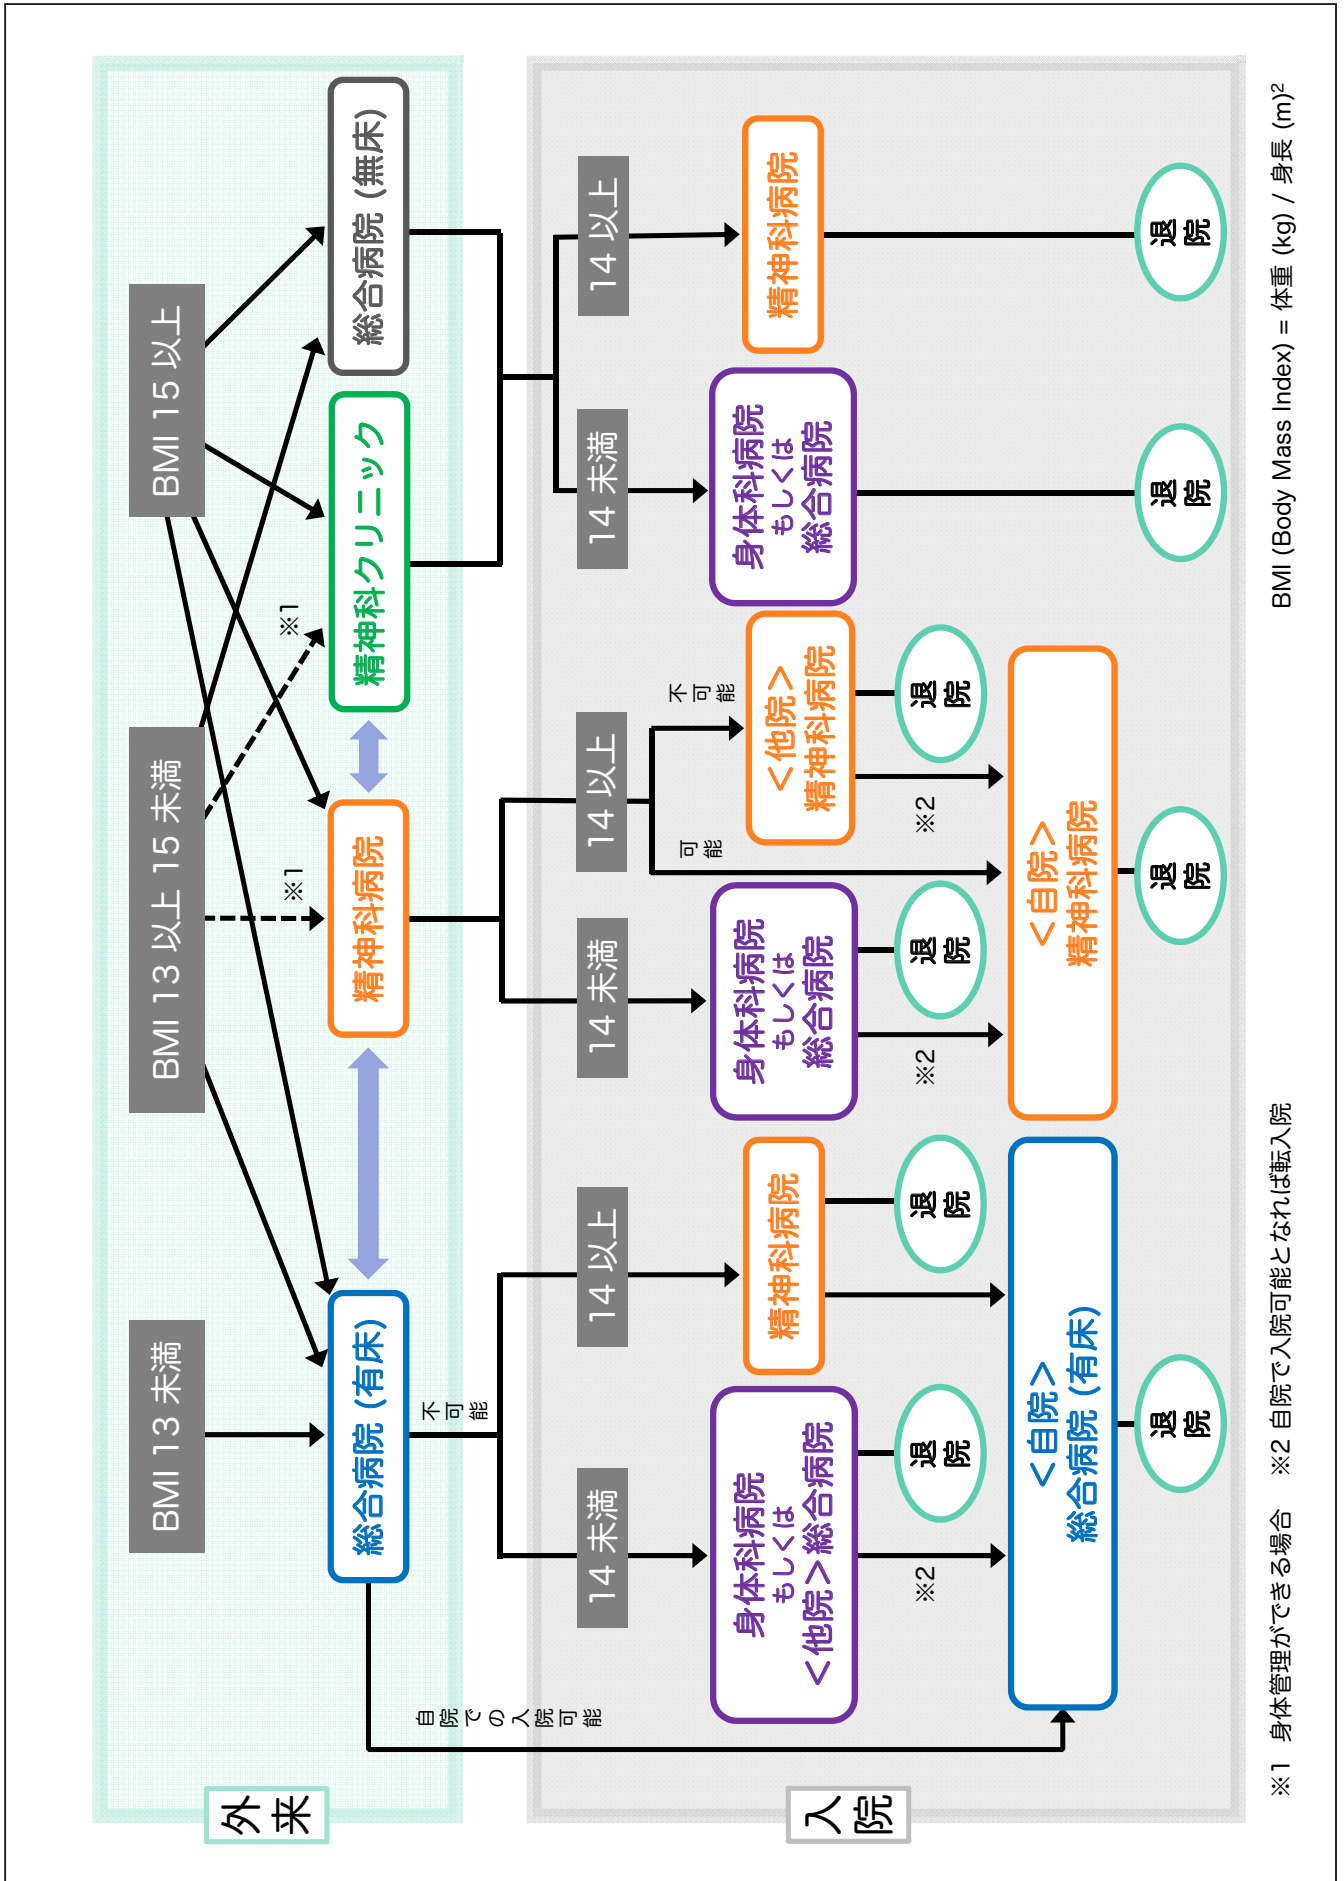 外来
BMI 13 未満
BMI 13 以上 15 未満
BMI 15 以上
※1
※1
総合病院 (有床)
精神科病院
精神科クリニック
総合病院 (無床)
自院での入院可能
不可能
入院
14 未満
14 以上
14 未満
14 以上
14 未満
14 以上
可能
不可能
身体科病院
もしくは
<他院>総合病院
精神科病院
身体科病院
もしくは
総合病院
<他院>
精神科病院
身体科病院
もしくは
総合病院
精神科病院
※2
退院
退院
※2
退院
※2
退院
<自院>
総合病院 (有床)
<自院>
精神科病院
退院
退院
退院
退院
※1 身体管理ができる場合 ※2 自院で入院可能となれば転入院
BMI (Body Mass Index) = 体重 (kg) / 身長 (m)²